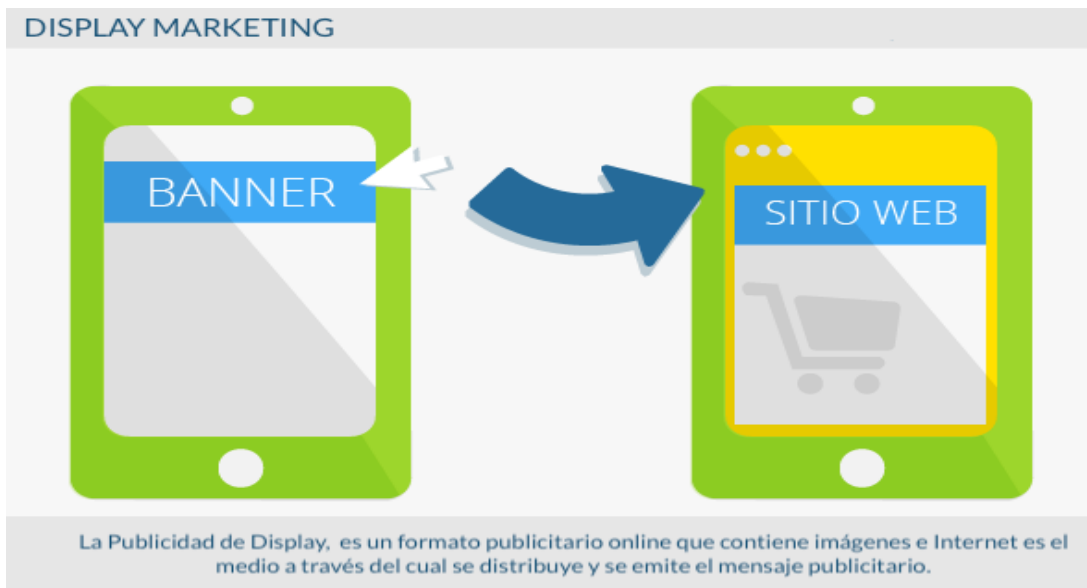 DISPLAY MARKETING
BANNER
SITIO WEB
La Publicidad de Display, es un formato publicitario online que contiene imágenes e Internet es el
medio a través del cual se distribuye y se emite el mensaje publicitario.